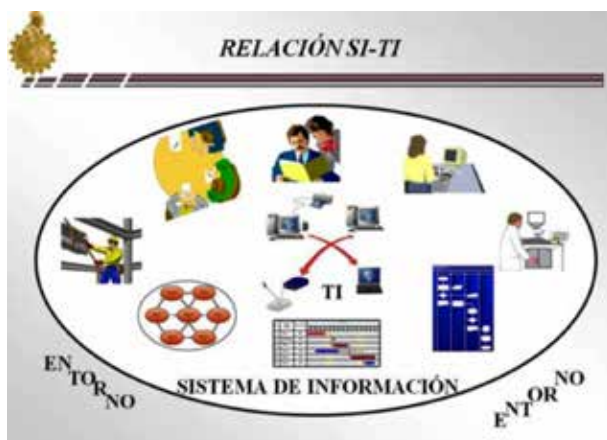 RELACIÓN SI-TI
TI
SISTEMA DE INFORMACIÓN
ENTORNO
ENTORNO